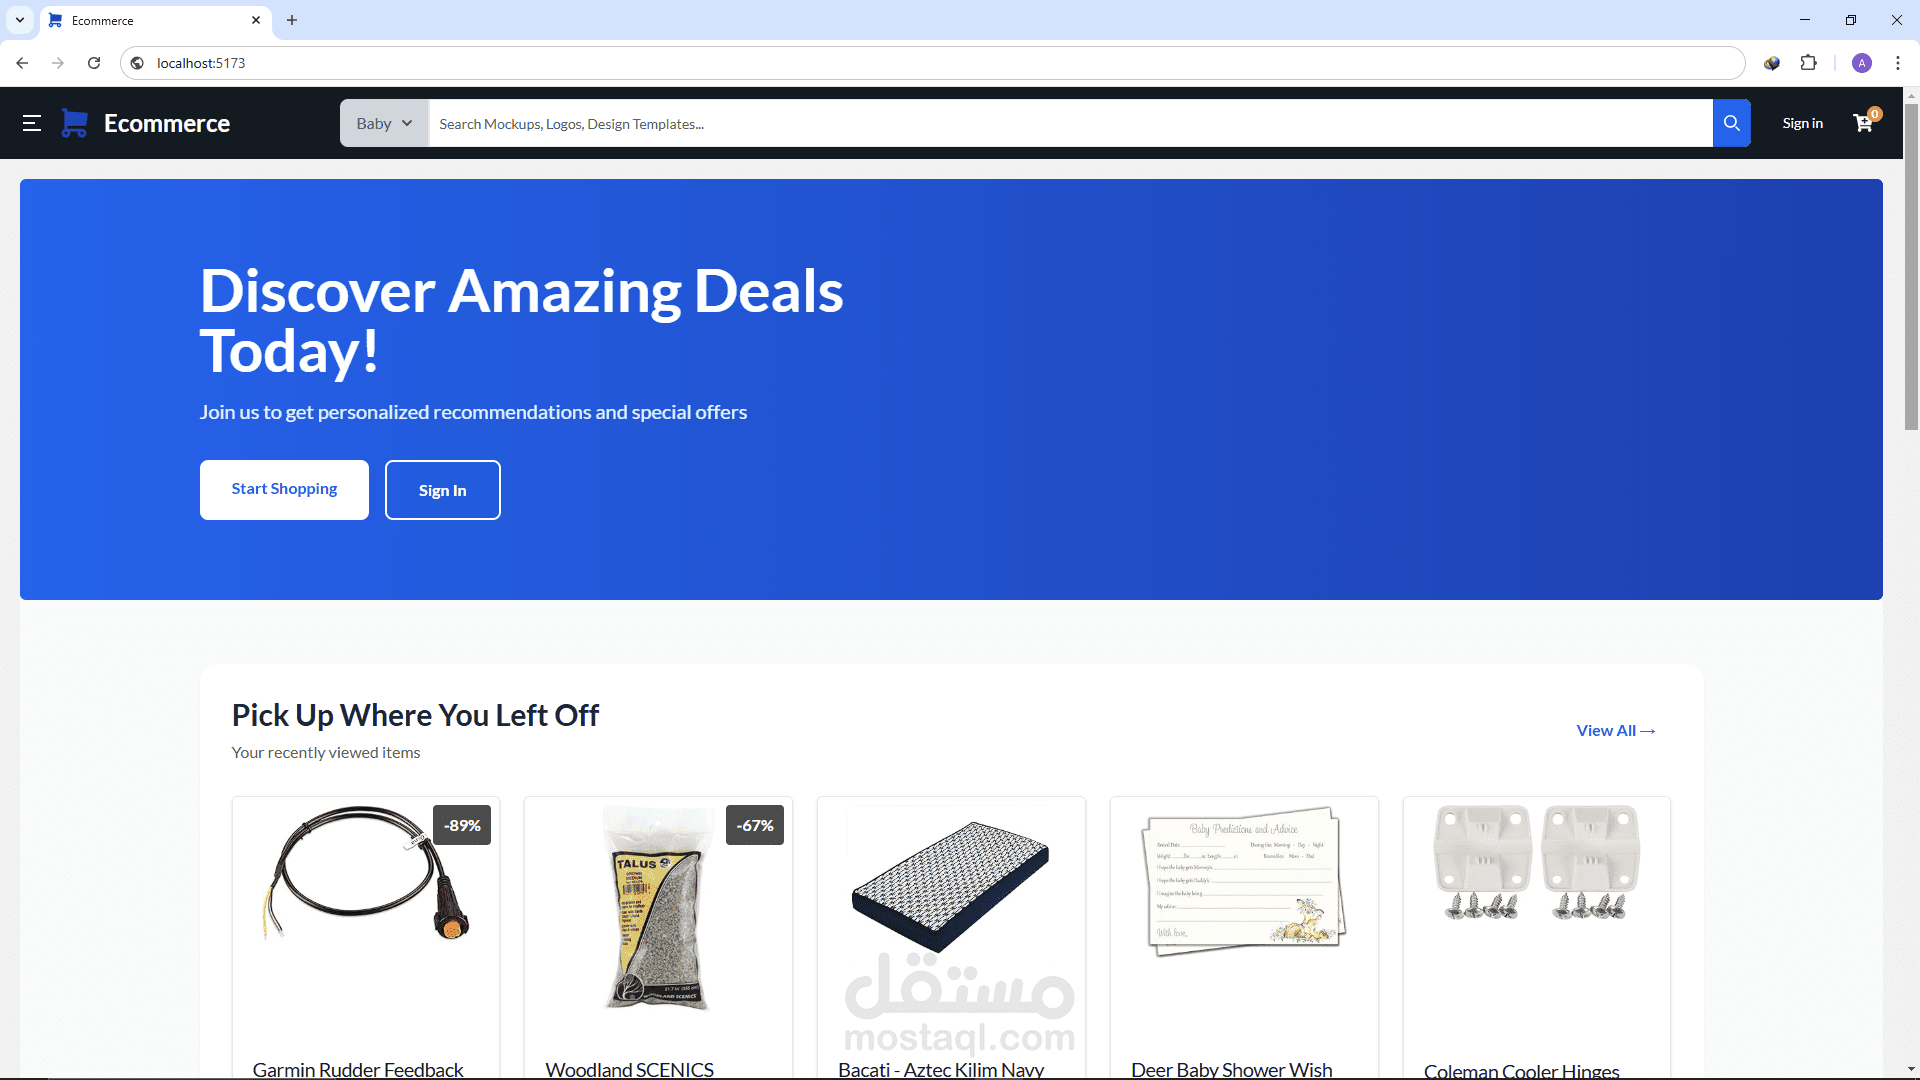 Ecommerce
localhost:5173
A
Ecommerce
Baby
Search Mockups, Logos, Design Templates...
Sign in
0
Discover Amazing Deals
Today!
Join us to get personalized recommendations and special offers
Start Shopping
Sign In
Pick Up Where You Left Off
View All →
Your recently viewed items
-89%
-67%
TALUS
Baby Predictions and Advice
With love,
مستقل
mostaql.com
Garmin Rudder Feedback
Woodland SCENICS
Bacati - Aztec Kilim Navy
Deer Baby Shower Wish
Coleman Cooler Hinges